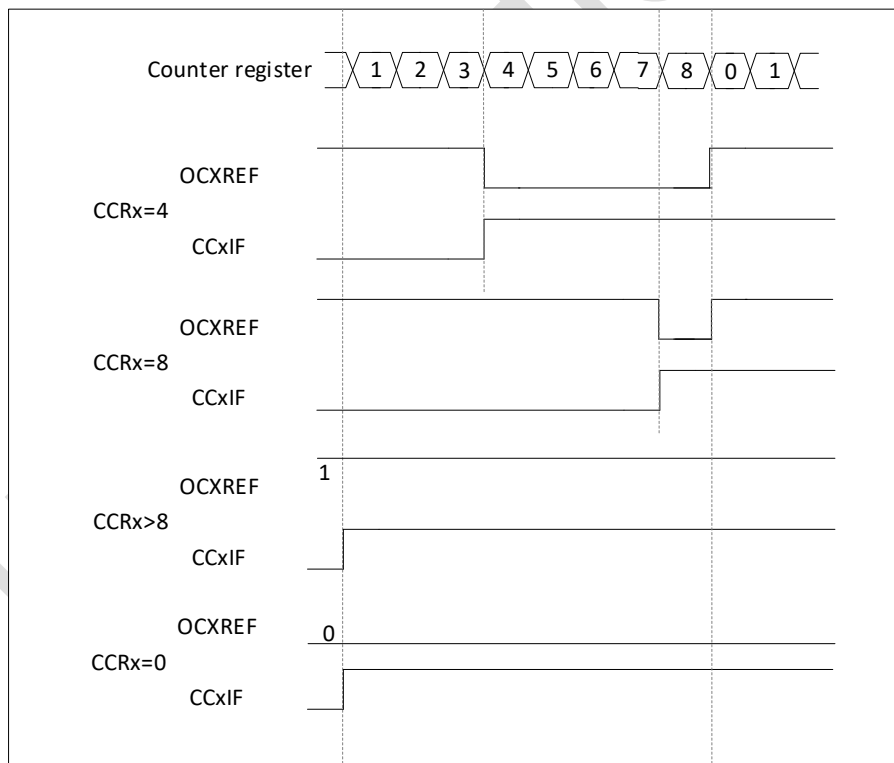 Counter register 1 2 3 4 5 6 7 8 0 1
OCXREF
CCRx=4
CCxIF
OCXREF
CCRx=8
CCxIF
1
OCXREF
CCRx>8
CCxIF
OCXREF 0
CCRx=0
CCxIF